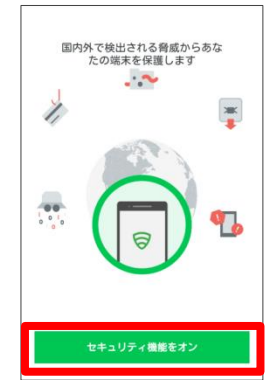 国内外で検出される脅威からあな
たの端末を保護します
セキュリティ機能をオン